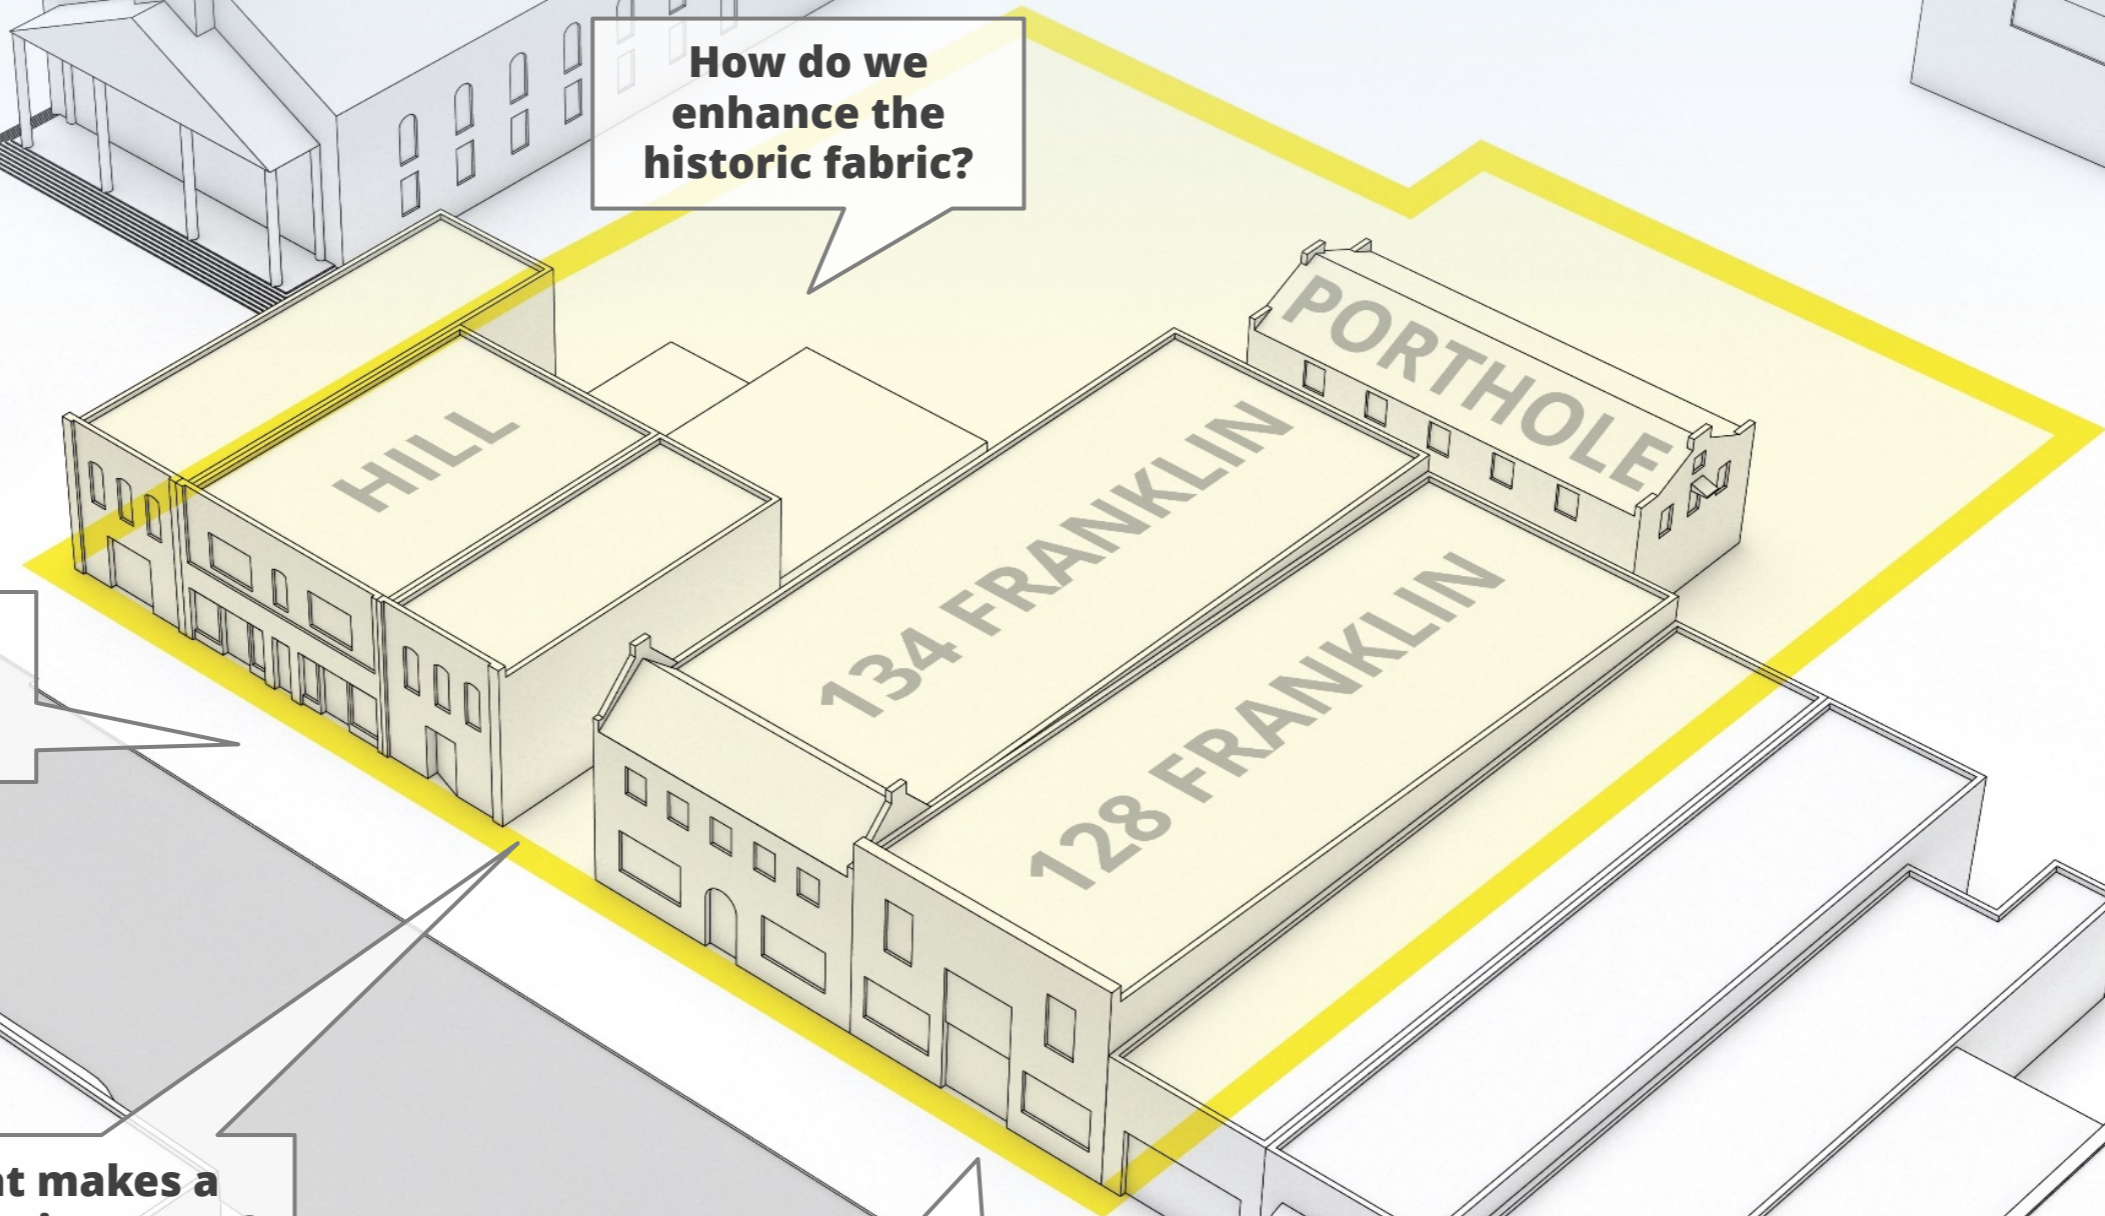 How do we
enhance the
historic fabric?
PORTHOLE
HILL
134 FRANKLIN
128 FRANKLIN
makes a